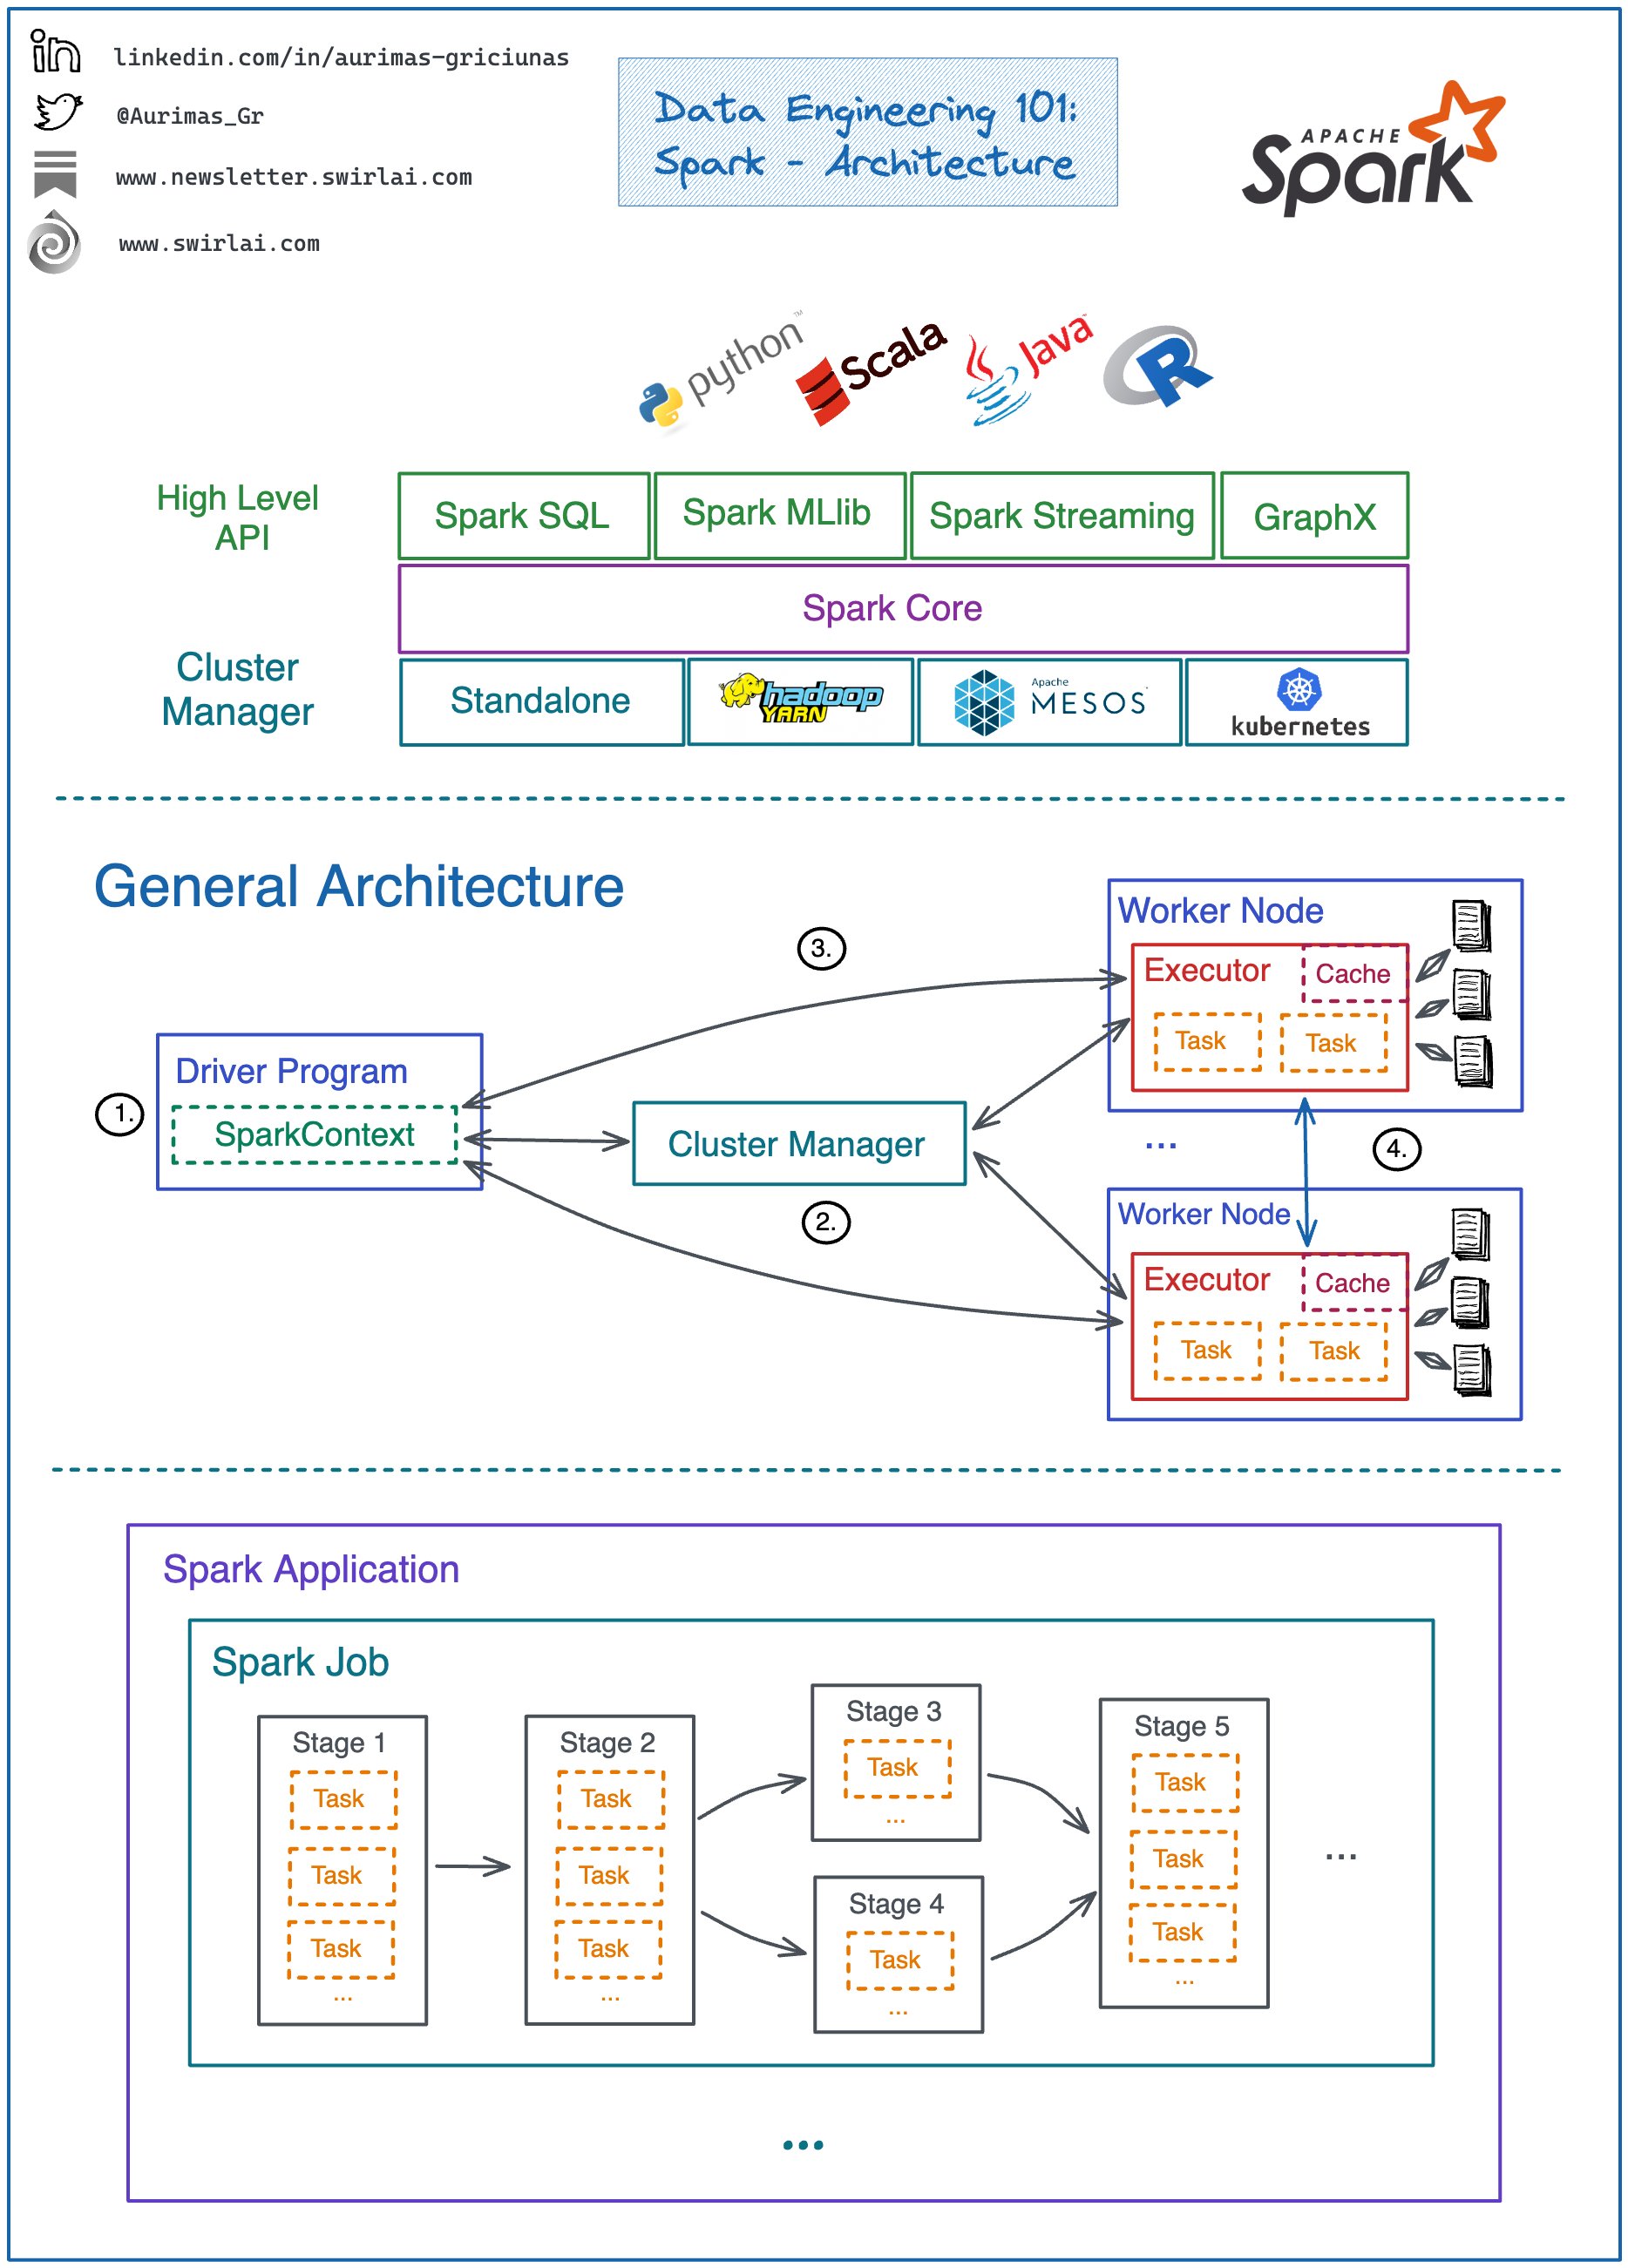 in
linkedin.com/in/aurimas-griciunas
@Aurimas_Gr
www.newsletter.swirlai.com
www.swirlai.com
Data Engineering 101:
Spark - Architecture
APACHE
Spark
python™
Scala
Java™
R
High Level
API
Spark SQL
Spark MLlib
Spark Streaming
GraphX
Spark Core
Cluster
Manager
Standalone
hadoop
YARN
Apache
MESOS
kubernetes
General Architecture
1.
Driver Program
SparkContext
3.
Cluster Manager
2.
Worker Node
Executor
Cache
Task
Task
...
4.
Worker Node
Executor
Cache
Task
Task
Spark Application
Spark Job
Stage 1
Task
Task
Task
...
Stage 2
Task
Task
Task
...
Stage 3
Task
...
Stage 4
Task
...
Stage 5
Task
Task
Task
...
...
...